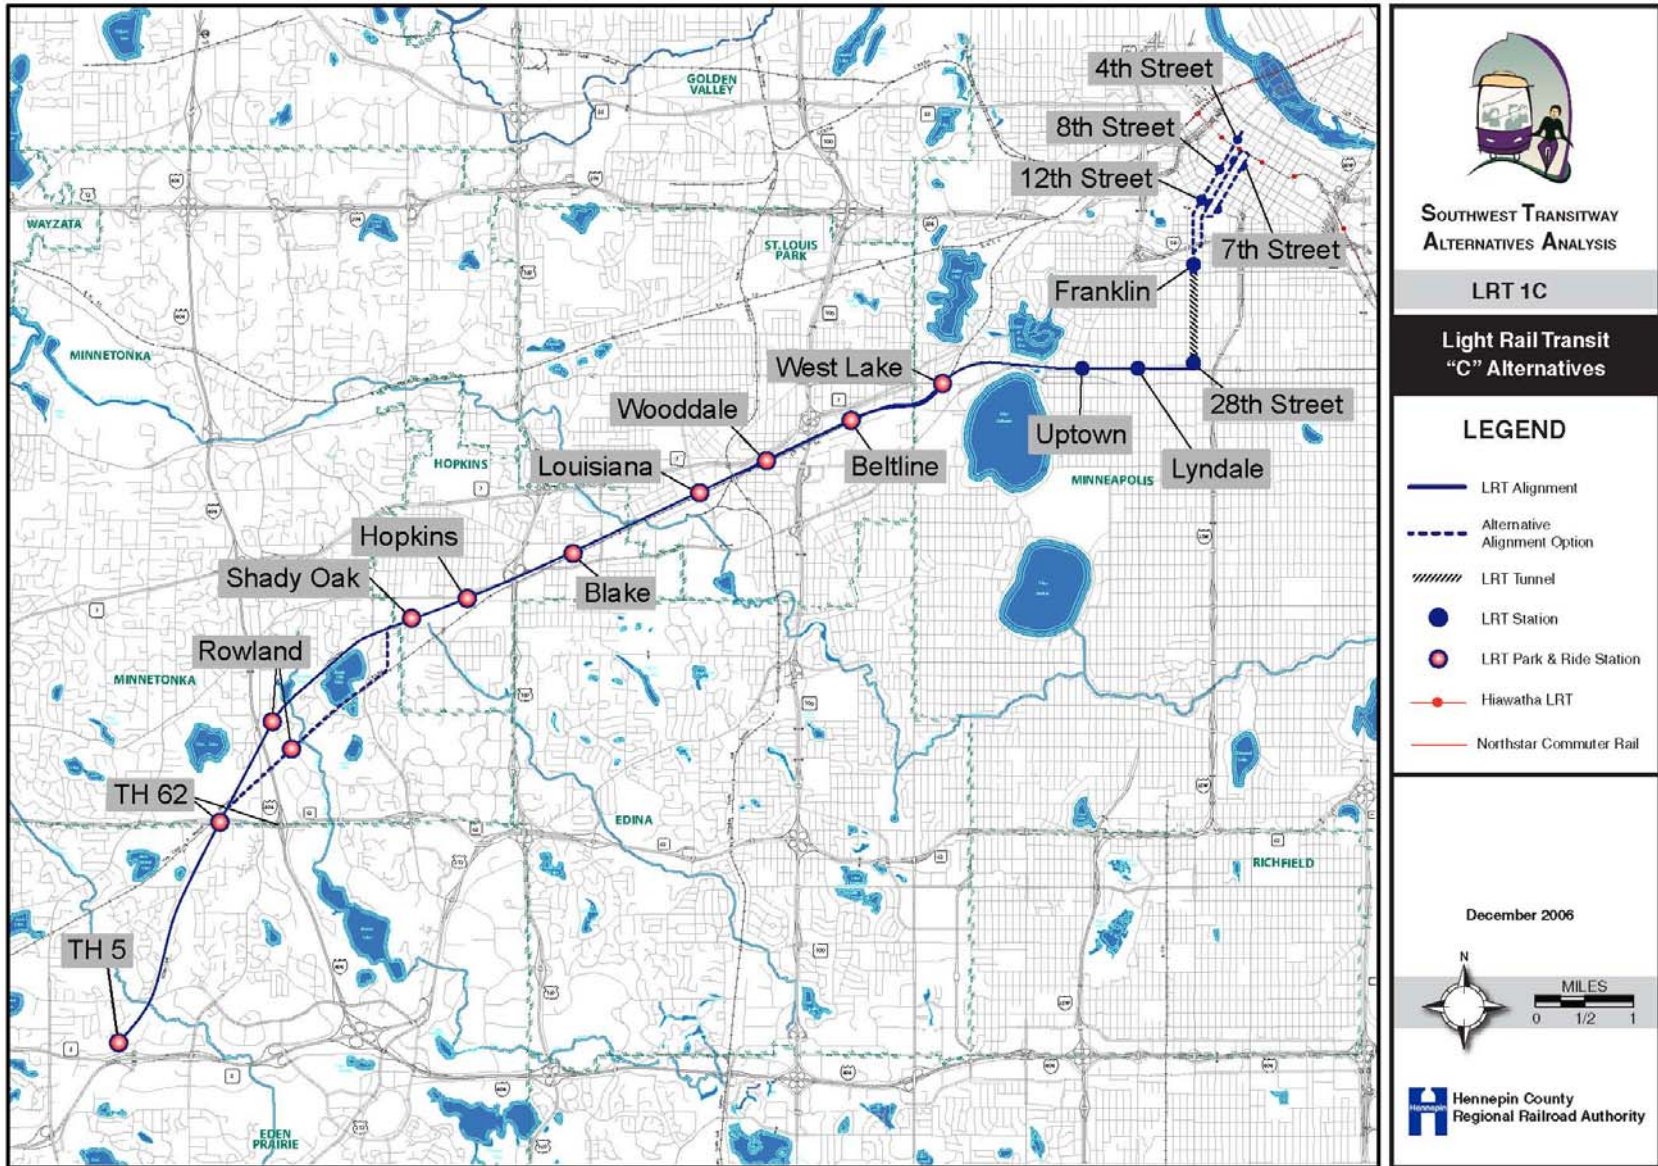 GOLDEN
VALLEY
4th Street
8th Street
12th Street
WAYZATA
ST.LOUIS
PARK
7th Street
Franklin
MINNETONKA
West Lake
Wooddale
28th Street
Uptown
HOPKINS
Louisiana
Beltline
Lyndale
MINNEAPOLIS
Hopkins
Shady Oak
Blake
Rowland
MINNETONKA
TH 62
EDINA
RICHFIELD
TH 5
EDEN
PRAIRIE
SOUTHWEST TRANSITWAY
ALTERNATIVES ANALYSIS
LRT 1C
Light Rail Transit
“C” Alternatives
LEGEND
LRT Alignment
Alternative
Alignment Option
LRT Tunnel
LRT Station
LRT Park & Ride Station
Hiawatha LRT
Northstar Commuter Rail
December 2006
N
MILES
0 1/2 1
Hennepin
Hennepin County
Regional Railroad Authority